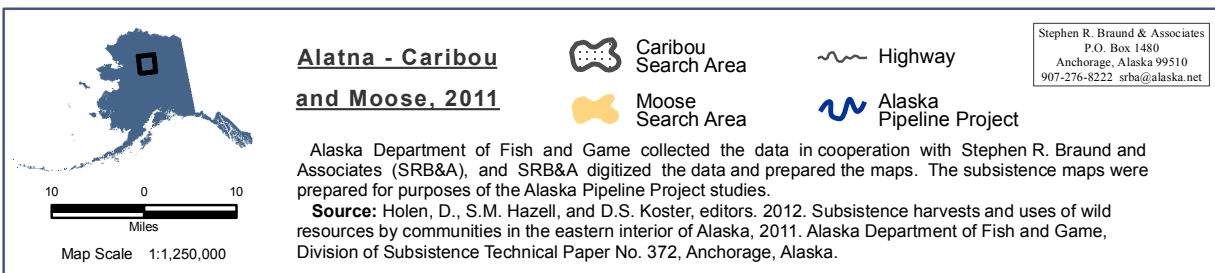 Alatna - Caribou
and Moose, 2011
Caribou
Search Area
Moose
Search Area
Highway
Alaska
Pipeline Project
Stephen R. Braund & Associates
P.O. Box 1480
Anchorage, Alaska 99510
907-276-8222 srba@alaska.net
Alaska Department of Fish and Game collected the data in cooperation with Stephen R. Braund and
Associates (SRB&A), and SRB&A digitized the data and prepared the maps. The subsistence maps were
prepared for purposes of the Alaska Pipeline Project studies.
Source: Holen, D., S.M. Hazell, and D.S. Koster, editors. 2012. Subsistence harvests and uses of wild
resources by communities in the eastern interior of Alaska, 2011. Alaska Department of Fish and Game,
Division of Subsistence Technical Paper No. 372, Anchorage, Alaska.
10 0 10
Miles
Map Scale 1:1,250,000